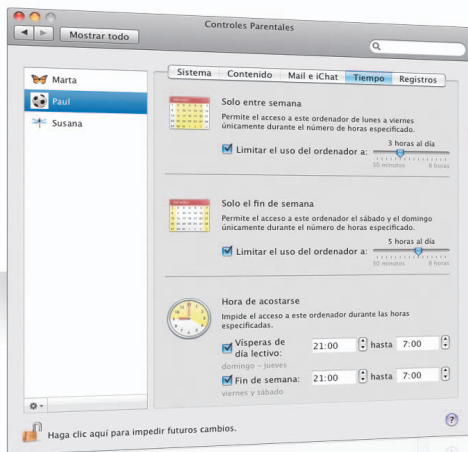 Controles Parentales
Mostrar todo
Marta
Paul
Susana
Sistema Contenido Mail e iChat Tiempo Registros
Solo entre semana
Permite el acceso a este ordenador de lunes a viernes
únicamente durante el número de horas especificado.
3 horas al día
Limitar el uso del ordenador a:
30 minutos 8 horas
Solo el fin de semana
Permite el acceso a este ordenador el sábado y el domingo
únicamente durante el número de horas especificado.
5 horas al día
Limitar el uso del ordenador a:
30 minutos 8 horas
Hora de acostarse
Impide el acceso a este ordenador durante las horas
especificadas.
Vísperas de
día lectivo: 21:00 hasta 7:00
domingo – jueves
Fin de semana: 21:00 hasta 7:00
viernes y sábado
Haga clic aquí para impedir futuros cambios.
?